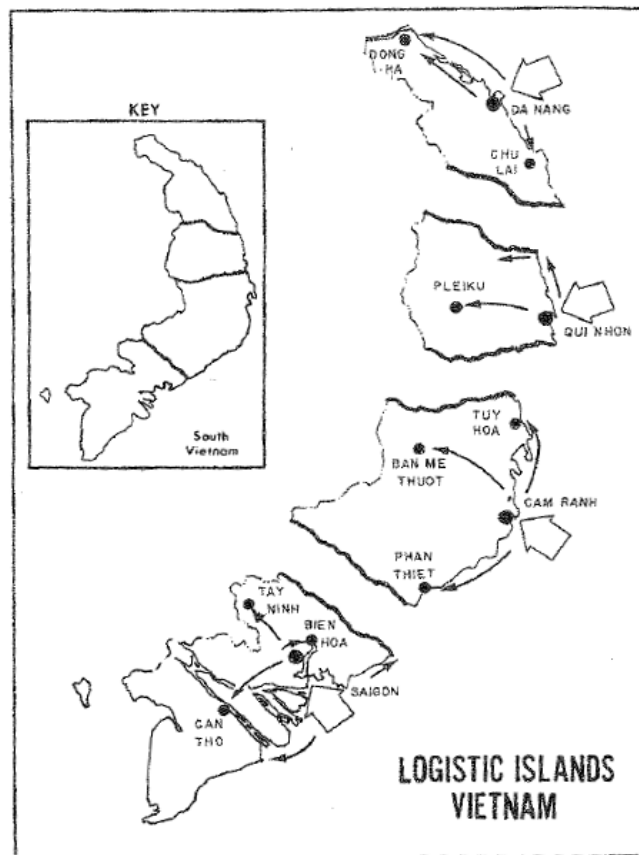 KEY
South
Vietnam
DONG
HA
DA NANG
CHU
LAI
PLEIKU
QUI NHON
TUY
HOA
BAN ME
THUOT
CAM RANH
PHAN
THIET
TAY
NINH
BIEN
HOA
SAIGON
CAN
THO
LOGISTIC ISLANDS
VIETNAM